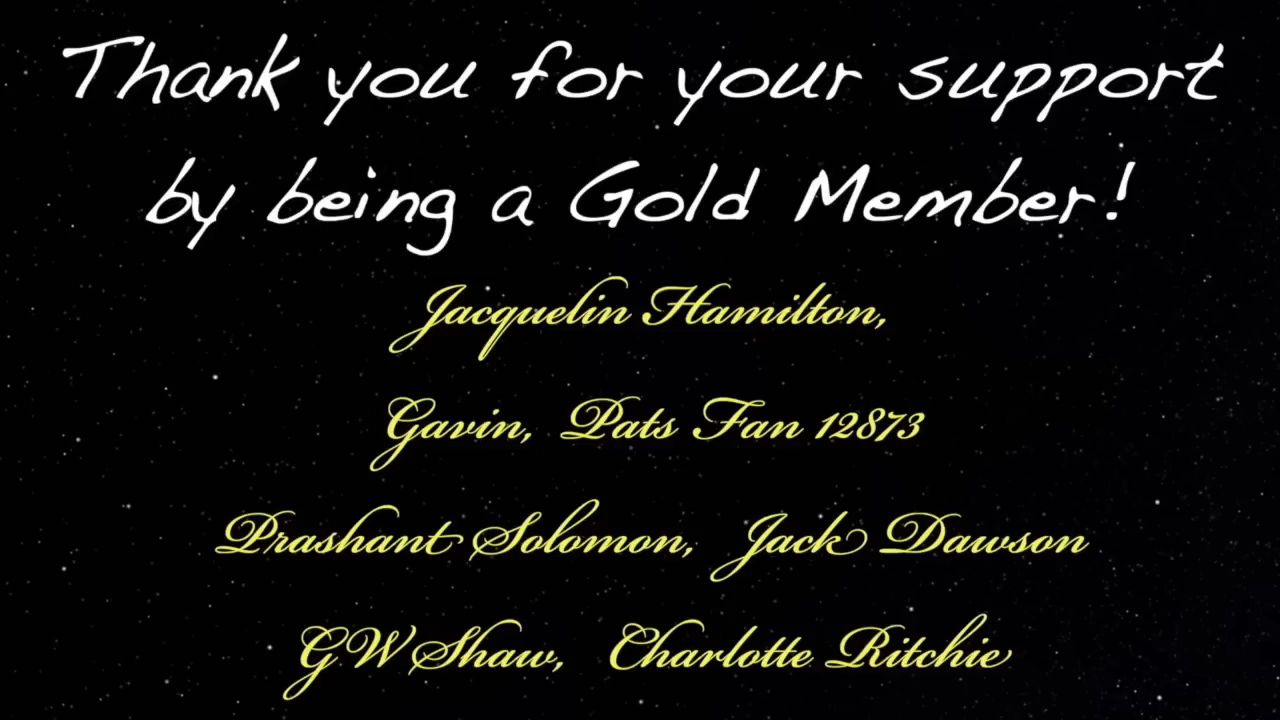 Thank you for your support
by being a Gold Member!
Jacquelin Hamilton,
Gavin, Pats Fan 12873
Prashant Solomon, Jack Dawson
GW Shaw, Charlotte Ritchie